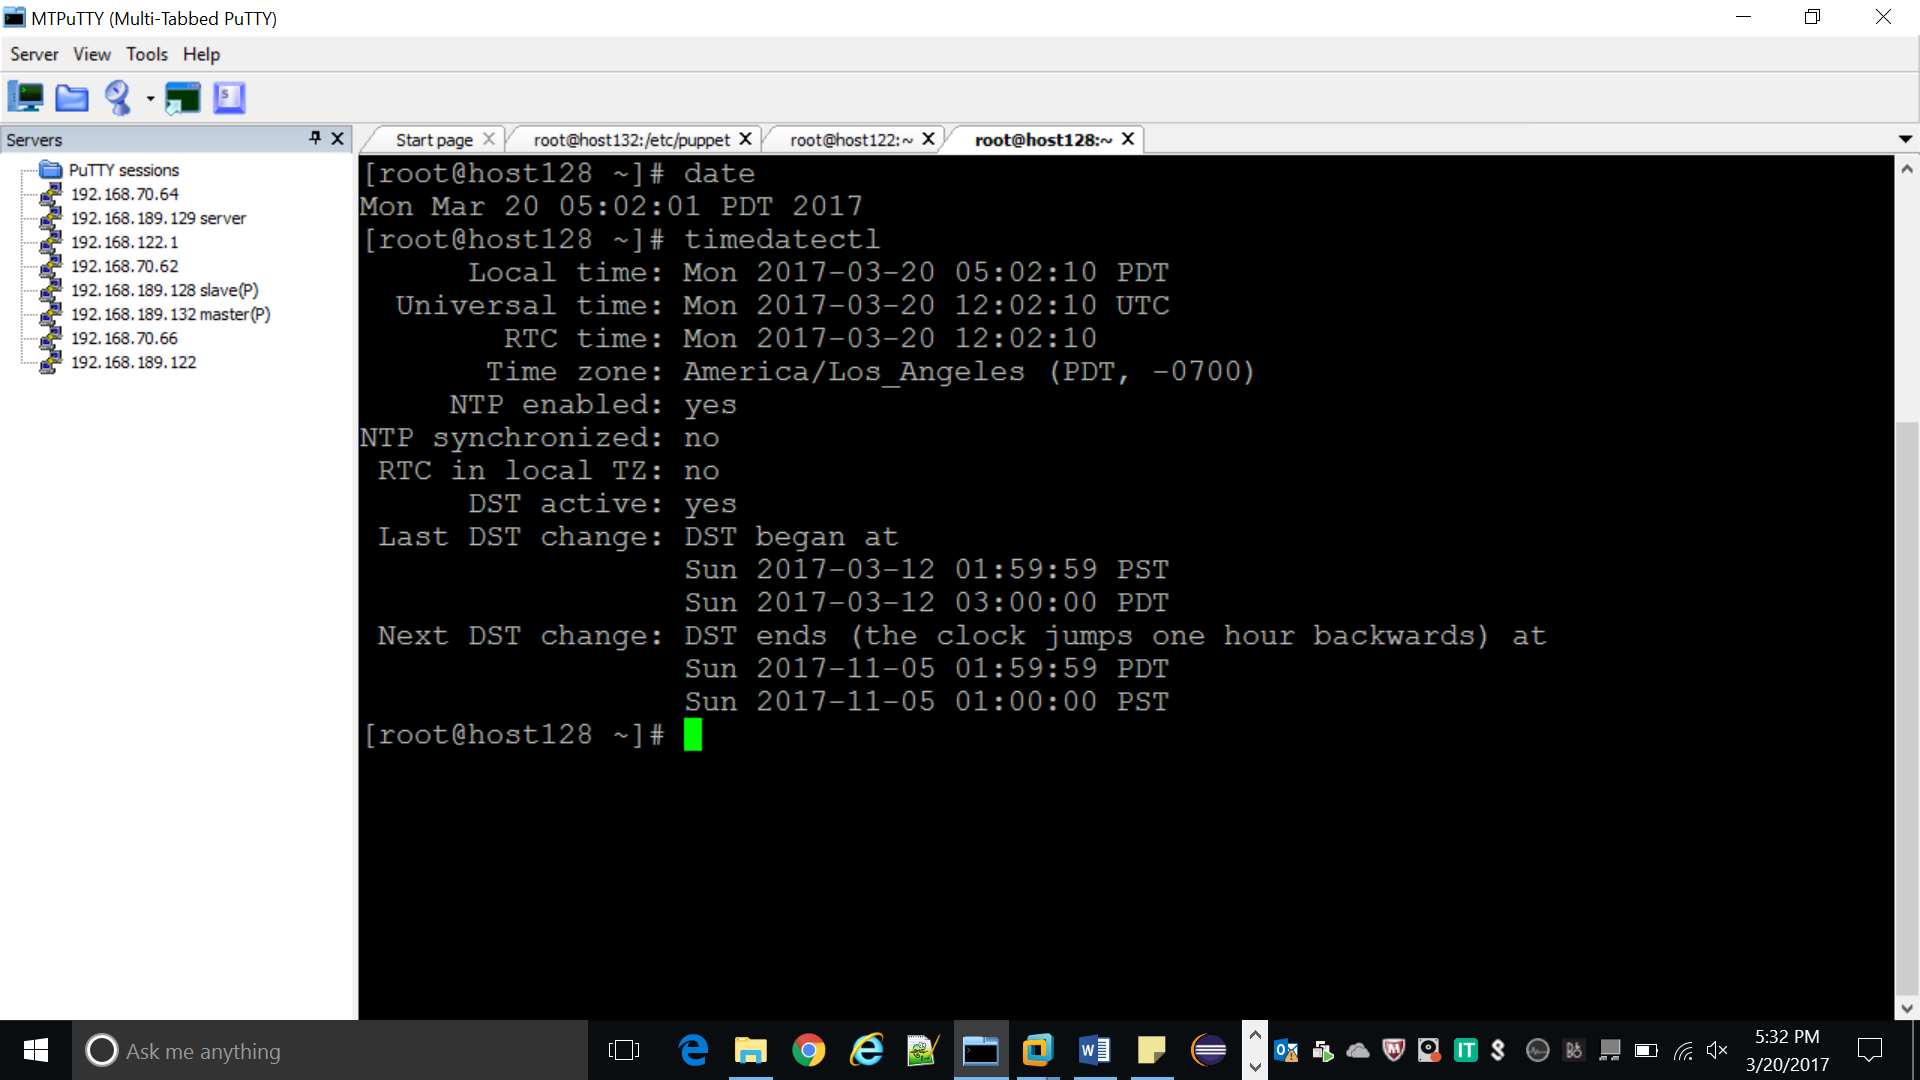 MTPuTTY (Multi-Tabbed PuTTY)
Server View Tools Help
Servers
Start page
root@host132:/etc/puppet
root@host122:~
root@host128:~
PuTTY sessions
192.168.70.64
192.168.189.129 server
192.168.122.1
192.168.70.62
192.168.189.128 slave(P)
192.168.189.132 master(P)
192.168.70.66
192.168.189.122
[root@host128 ~]# date
Mon Mar 20 05:02:01 PDT 2017
[root@host128 ~]# timedatectl
Local time: Mon 2017-03-20 05:02:10 PDT
Universal time: Mon 2017-03-20 12:02:10 UTC
RTC time: Mon 2017-03-20 12:02:10
Time zone: America/Los_Angeles (PDT, -0700)
NTP enabled: yes
NTP synchronized: no
RTC in local TZ: no
DST active: yes
Last DST change: DST began at
Sun 2017-03-12 01:59:59 PST
Sun 2017-03-12 03:00:00 PDT
Next DST change: DST ends (the clock jumps one hour backwards) at
Sun 2017-11-05 01:59:59 PDT
Sun 2017-11-05 01:00:00 PST
[root@host128 ~]#
Ask me anything
5:32 PM
3/20/2017